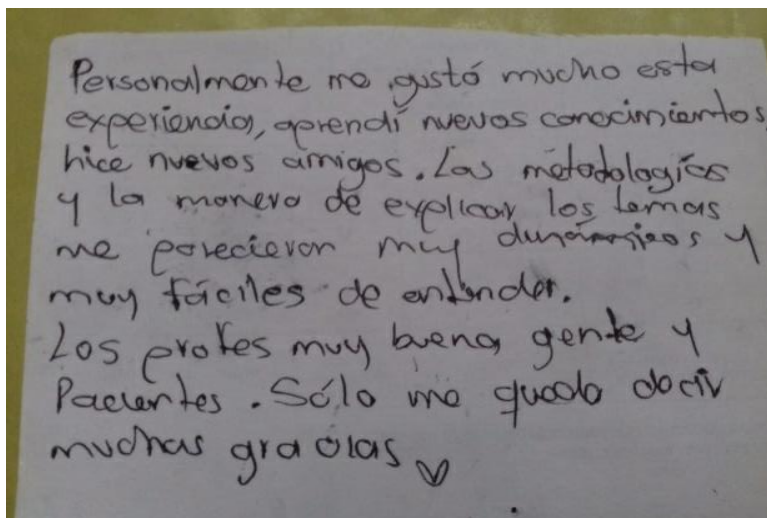 Personalmente me gustó mucho esta
experiencia, aprendí nuevos conocimientos,
hice nuevos amigos. Las metodologías
y la manera de explicar los temas
me parecieron muy dinámicos y
muy fáciles de entender.
Los profes muy buena gente y
Pacientes. Sólo me queda decir
muchas gracias ♡